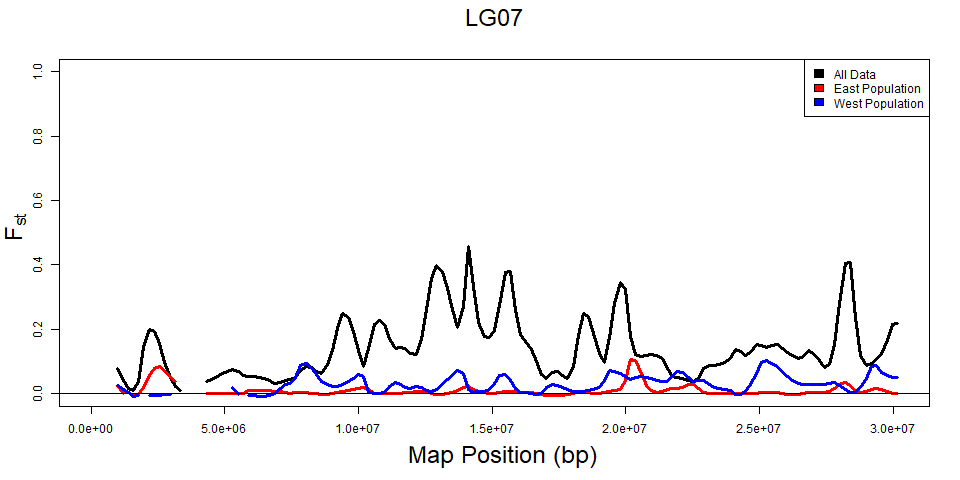 LG07
All Data
East Population
West Population
Fst
1.0
0.8
0.6
0.4
0.2
0.0
0.0e+00 5.0e+06 1.0e+07 1.5e+07 2.0e+07 2.5e+07 3.0e+07
Map Position (bp)